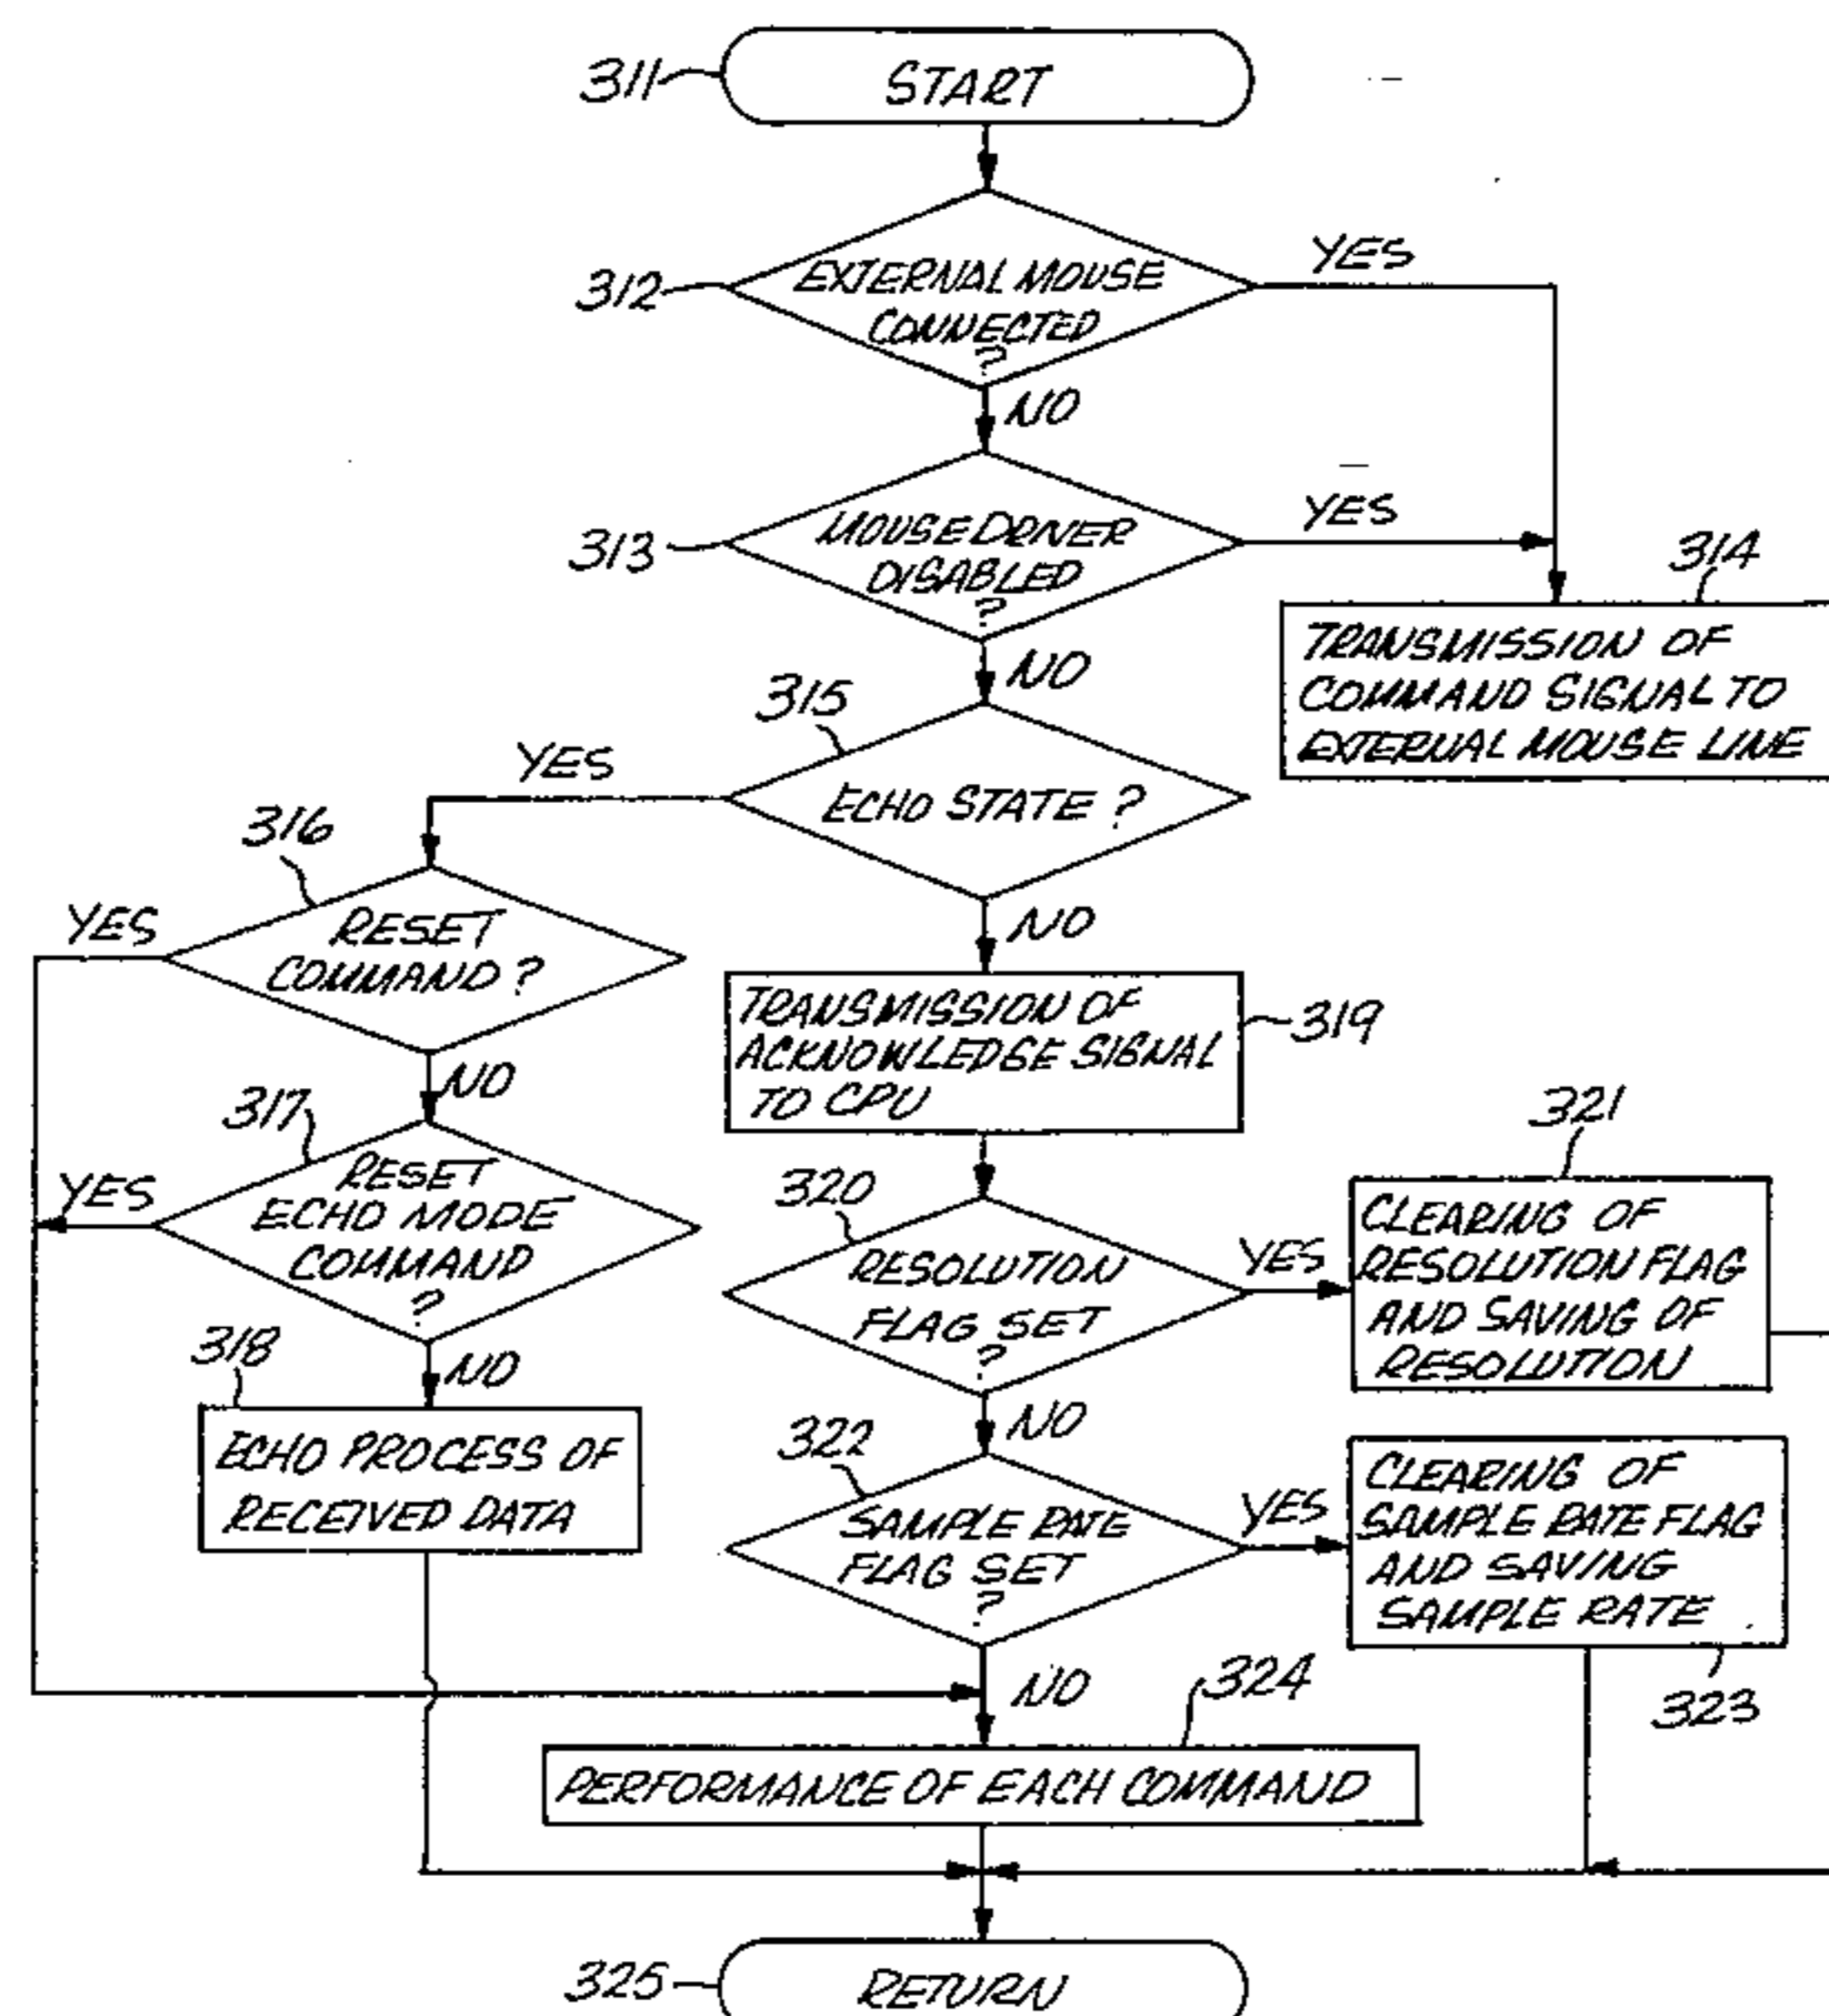 311
START
312
EXTERNAL MOUSE
CONNECTED
?
YES
NO
313
MOUSE DRIVER
DISABLED
?
YES
NO
314
TRANSMISSION OF
COMMAND SIGNAL TO
EXTERNAL MOUSE LINE
315
ECHO STATE ?
YES
NO
316
RESET
COMMAND ?
YES
NO
317
RESET
ECHO MODE
COMMAND
?
YES
NO
318
ECHO PROCESS OF
RECEIVED DATA
319
TRANSMISSION OF
ACKNOWLEDGE SIGNAL
TO CPU
320
RESOLUTION
FLAG SET
?
YES
NO
321
CLEARING OF
RESOLUTION FLAG
AND SAVING OF
RESOLUTION
322
SAMPLE RATE
FLAG SET
?
YES
NO
CLEARING OF
SAMPLE RATE FLAG
AND SAVING
SAMPLE RATE
323
324
PERFORMANCE OF EACH COMMAND
325
RETURN